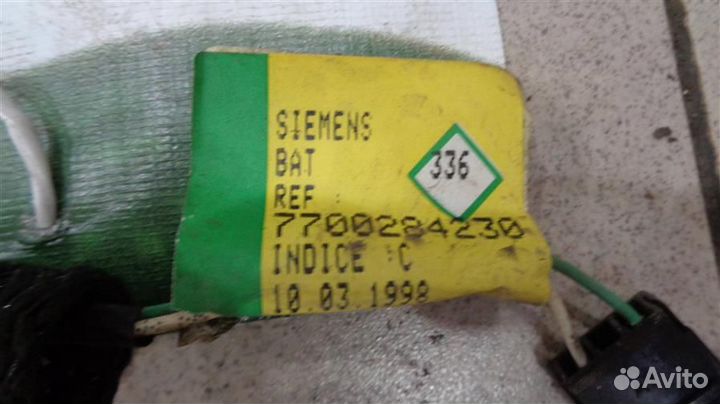 SIEMENS
BAT
336
REF :
7700284230
INDICE :C
10.03.1998
Avito